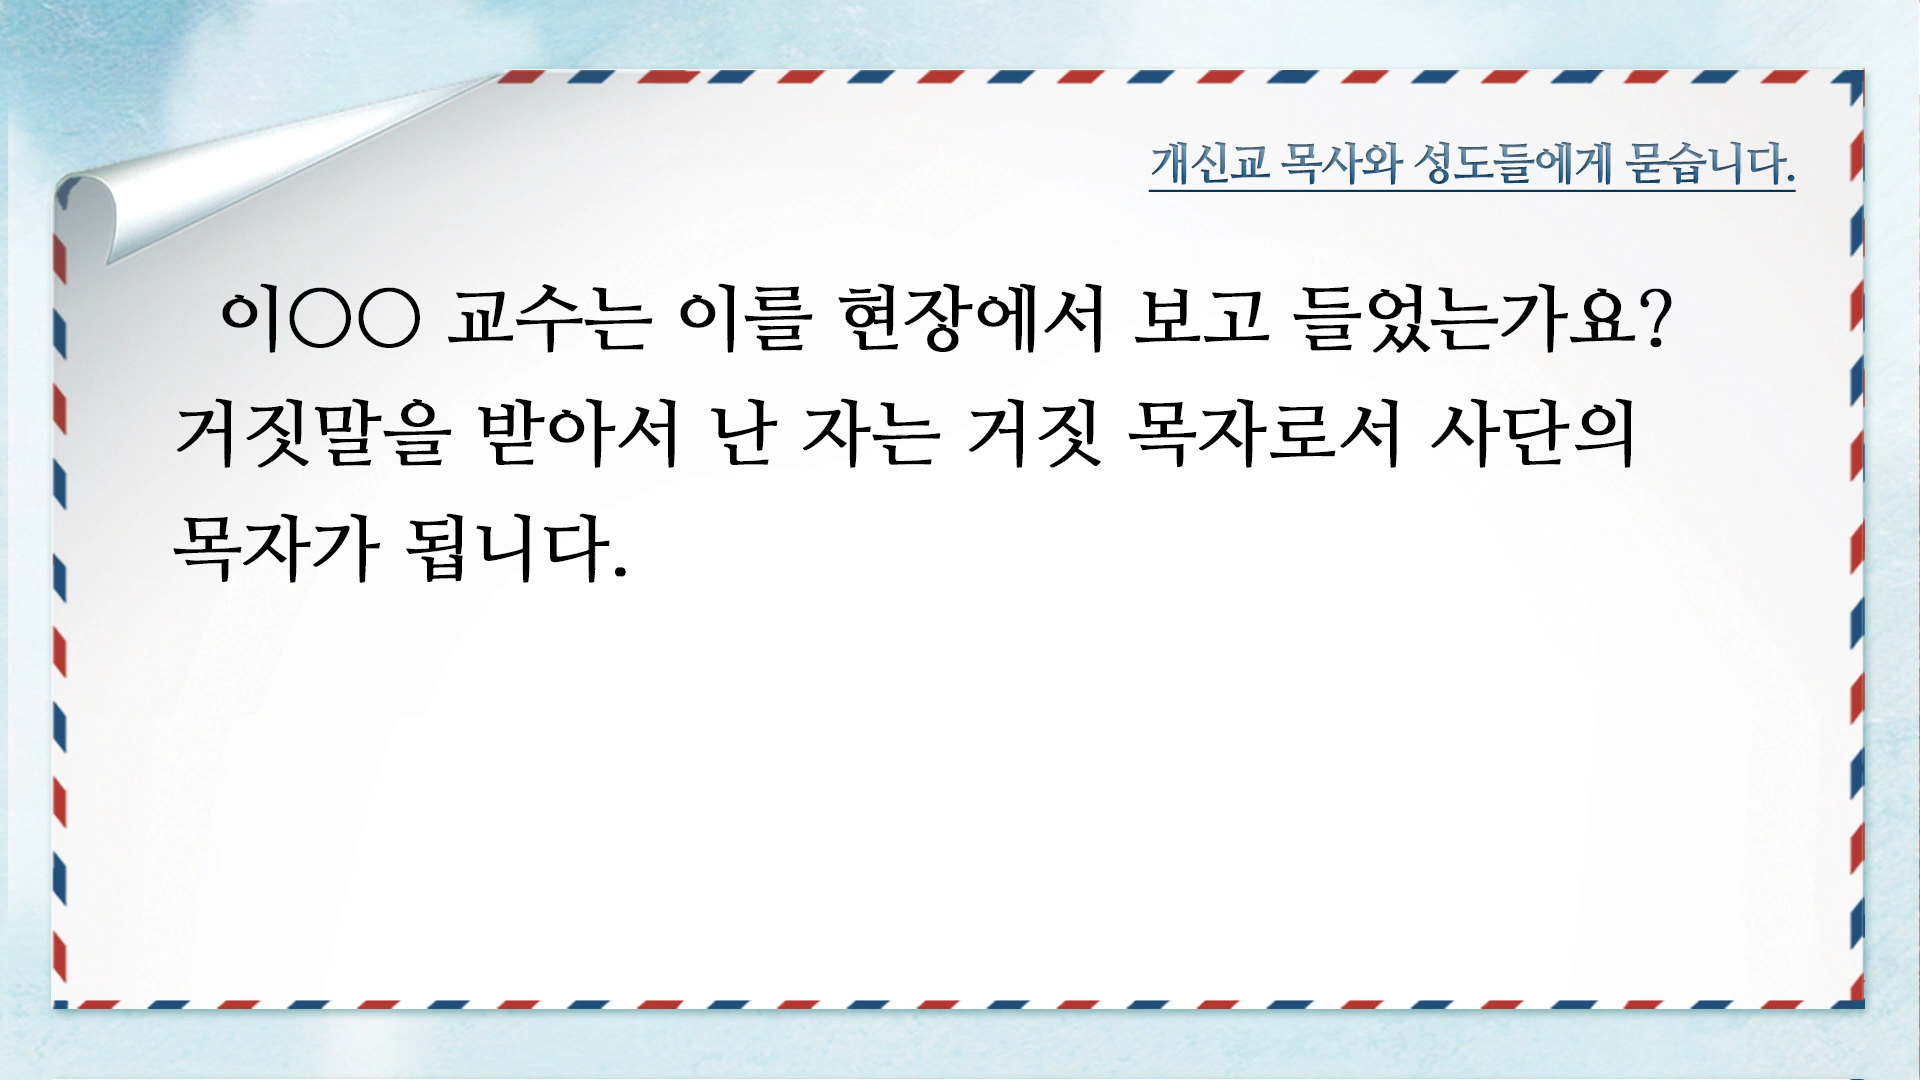 개신교 목사와 성도들에게 묻습니다.
이○○ 교수는 이를 현장에서 보고 들었는가요?
거짓말을 받아서 난 자는 거짓 목자로서 사단의
목자가 됩니다.